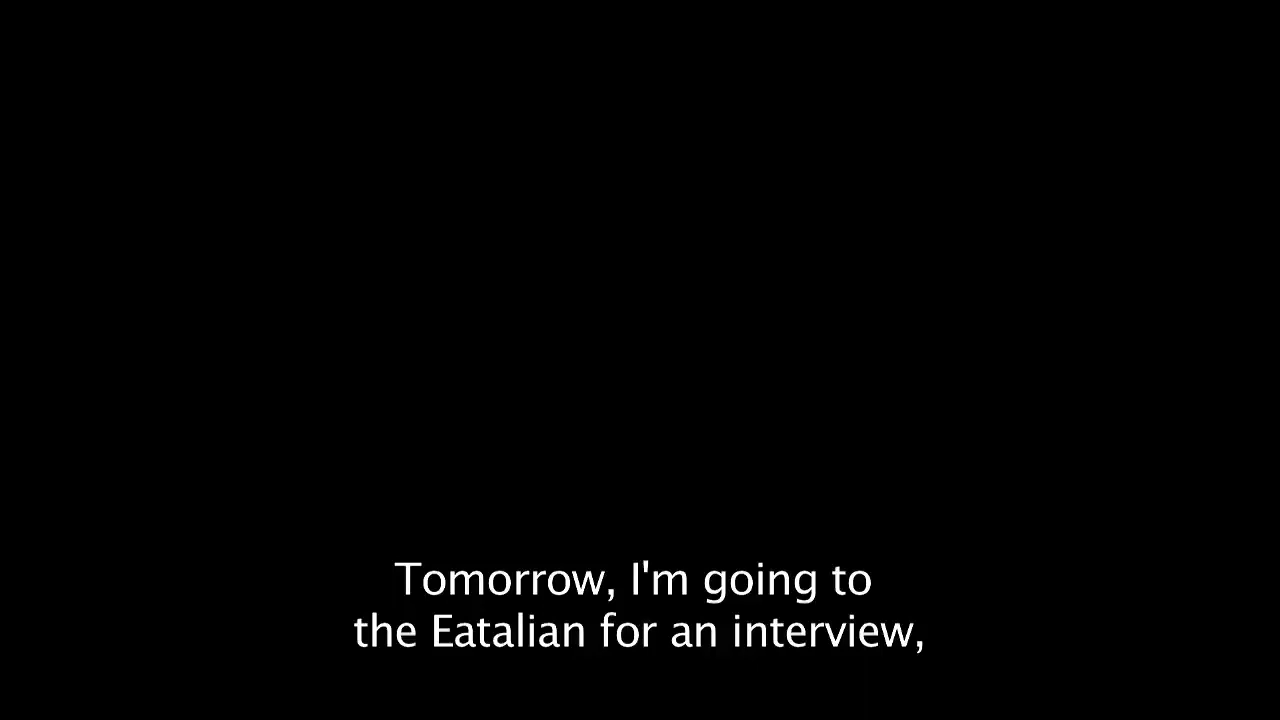 Tomorrow, I'm going to
the Eatalian for an interview,